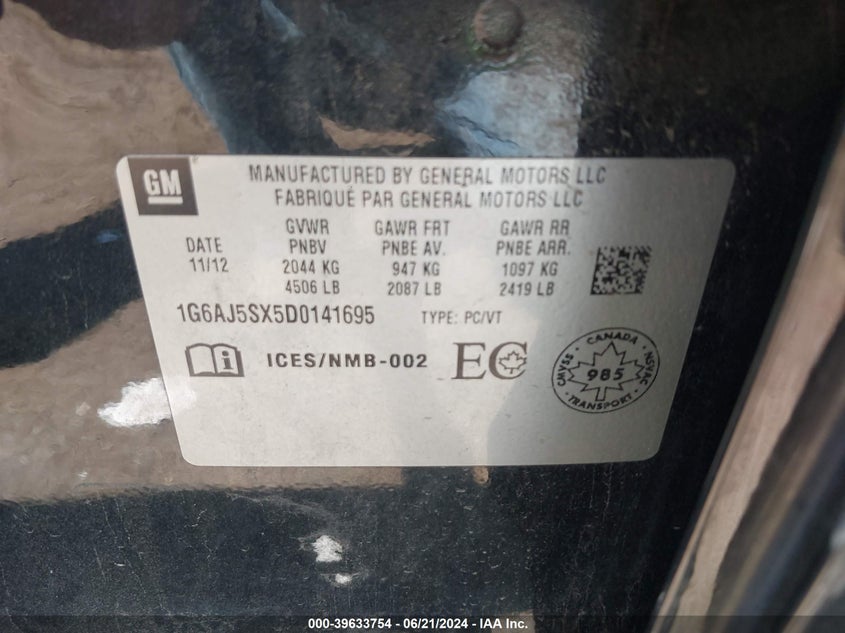 GM
MANUFACTURED BY GENERAL MOTORS LLC
FABRIQUÉ PAR GENERAL MOTORS LLC
DATE
11/12
GVWR
PNBV
2044 KG
4506 LB
GAWR FRT
PNBE AV.
947 KG
2087 LB
GAWR RR
PNBE ARR.
1097 KG
2419 LB
1G6AJ5SX5D0141695 TYPE: PC/VT
i ICES/NMB-002 EC
CANADA
CMVSS 985 NSVAC
TRANSPORT
000-39633754 - 06/21/2024 - IAA Inc.